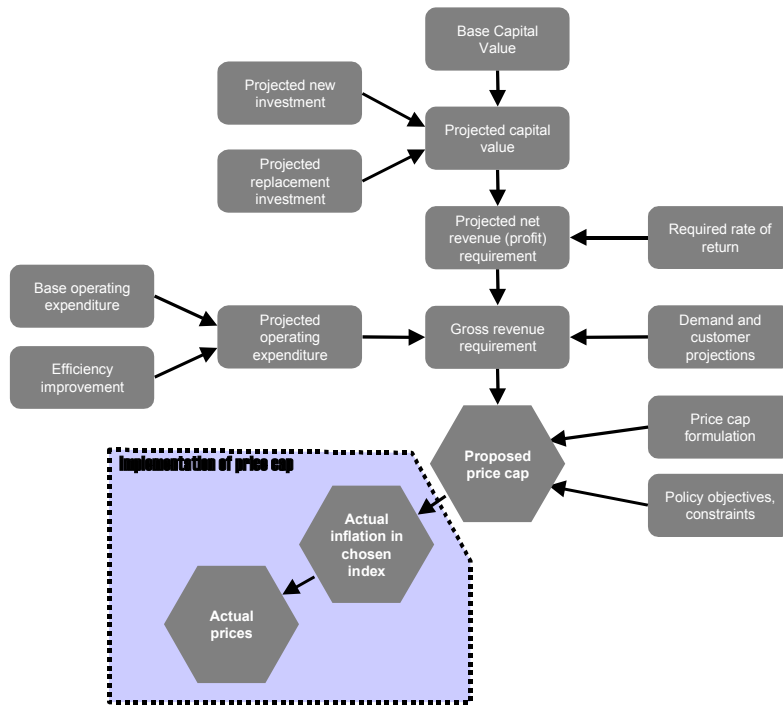 Base Capital
Value
Projected new
investment
Projected capital
value
Projected
replacement
investment
Projected net
revenue (profit)
requirement
Required rate of
return
Base operating
expenditure
Projected
operating
expenditure
Gross revenue
requirement
Demand and
customer
projections
Efficiency
improvement
Price cap
formulation
Proposed
price cap
Policy objectives,
constraints
Implementation of price cap
Actual
inflation in
chosen
index
Actual
prices